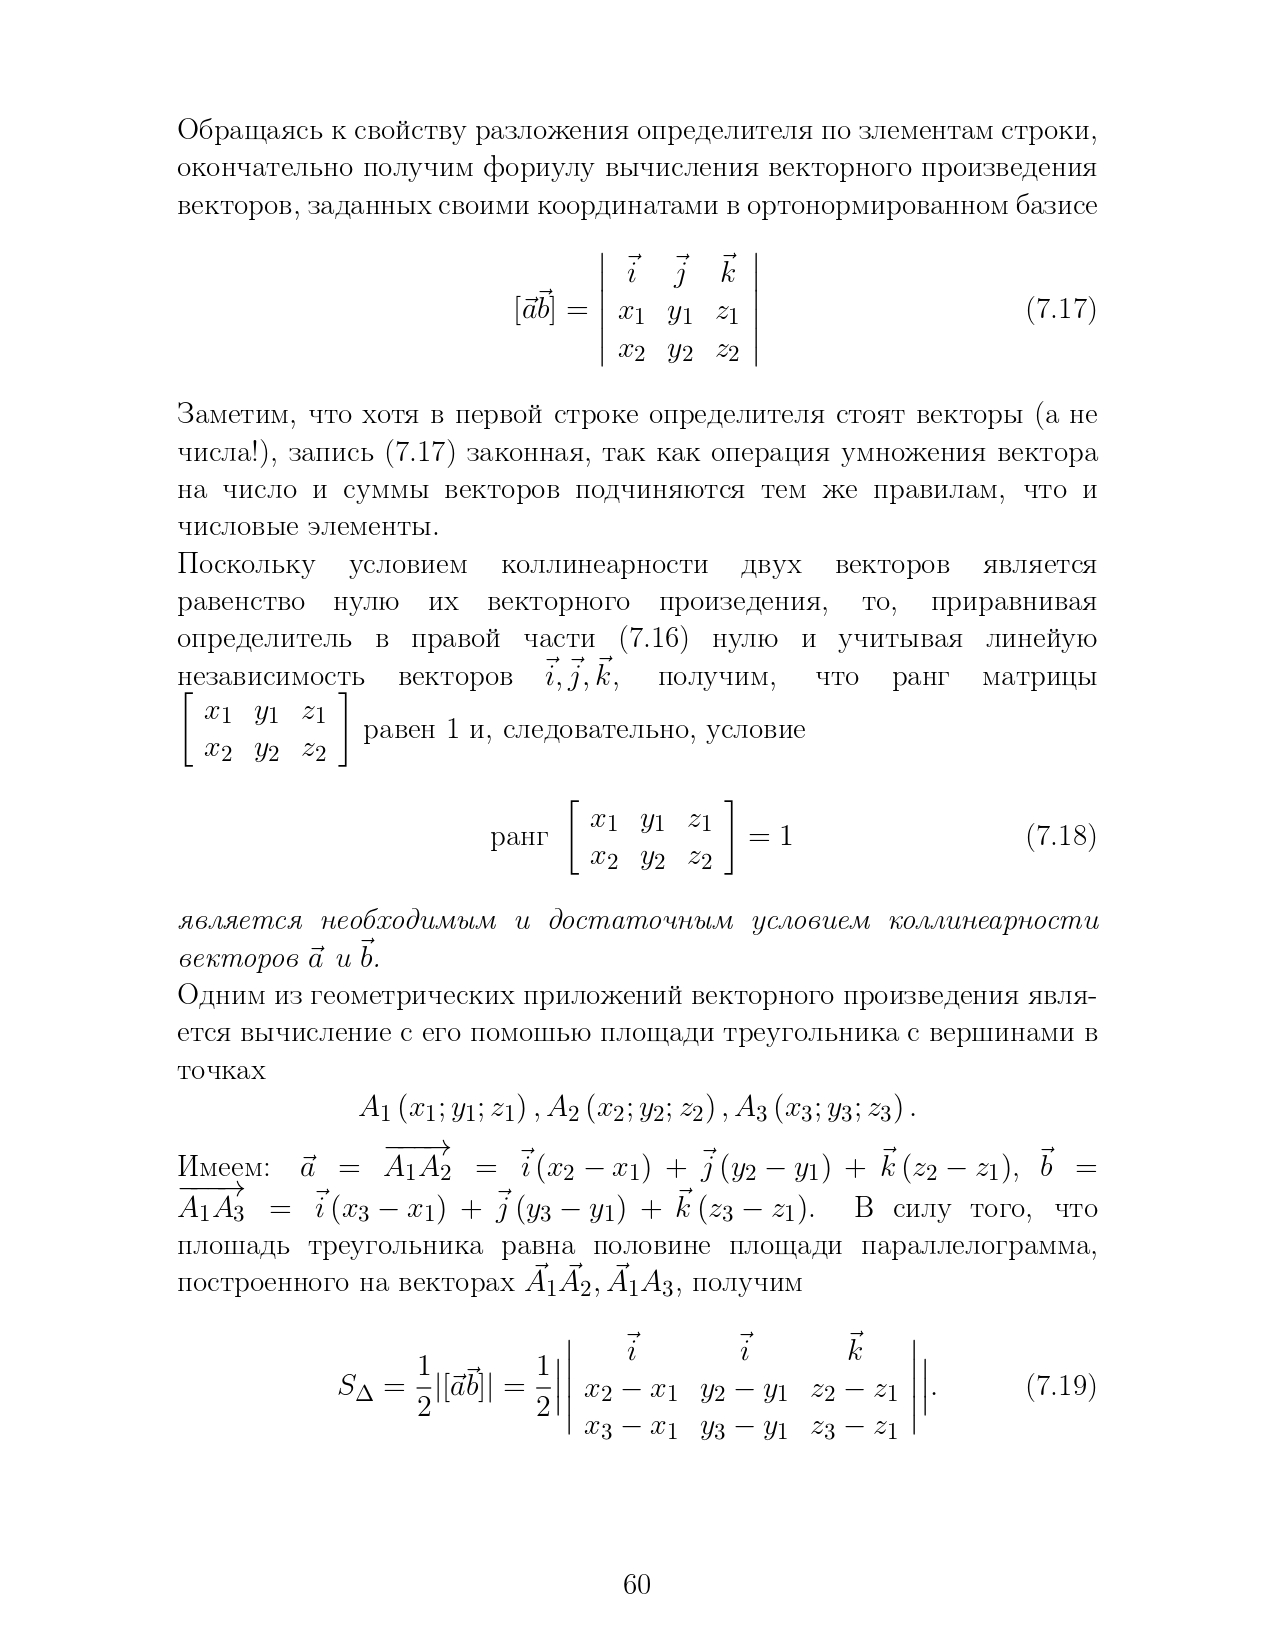 Обращаясь к свойству разложения определителя по злементам строки,
окончательно получим фориулу вычисления векторного произведения
векторов, заданных своими координатами в ортонормированном базисе
$[\vec{a}\vec{b}] = \begin{vmatrix} \vec{i} & \vec{j} & \vec{k} \\ x_1 & y_1 & z_1 \\ x_2 & y_2 & z_2 \end{vmatrix}$ (7.17)
Заметим, что хотя в первой строке определителя стоят векторы (а не
числа!), запись (7.17) законная, так как операция умножения вектора
на число и суммы векторов подчиняются тем же правилам, что и
числовые элементы.
Поскольку условием коллинеарности двух векторов является
равенство нулю их векторного произедения, то, приравнивая
определитель в правой части (7.16) нулю и учитывая линейую
независимость векторов $\vec{i}, \vec{j}, \vec{k}$, получим, что ранг матрицы
$\begin{bmatrix} x_1 & y_1 & z_1 \\ x_2 & y_2 & z_2 \end{bmatrix}$ равен 1 и, следовательно, условие
ранг $\begin{bmatrix} x_1 & y_1 & z_1 \\ x_2 & y_2 & z_2 \end{bmatrix} = 1$ (7.18)
является необходимым и достаточным условием коллинеарности
векторов $\vec{a}$ и $\vec{b}$.
Одним из геометрических приложений векторного произведения явля-
ется вычисление с его помошью площади треугольника с вершинами в
точках
$A_1(x_1; y_1; z_1), A_2(x_2; y_2; z_2), A_3(x_3; y_3; z_3).$
Имеем: $\vec{a} = \overrightarrow{A_1A_2} = \vec{i}(x_2 - x_1) + \vec{j}(y_2 - y_1) + \vec{k}(z_2 - z_1)$, $\vec{b} =$
$\overrightarrow{A_1A_3} = \vec{i}(x_3 - x_1) + \vec{j}(y_3 - y_1) + \vec{k}(z_3 - z_1)$. В силу того, что
плошадь треугольника равна половине площади параллелограмма,
построенного на векторах $\vec{A}_1\vec{A}_2, \vec{A}_1A_3$, получим
$S_\Delta = \frac{1}{2}|[\vec{a}\vec{b}]| = \frac{1}{2}\left|\begin{vmatrix} \vec{i} & \vec{i} & \vec{k} \\ x_2 - x_1 & y_2 - y_1 & z_2 - z_1 \\ x_3 - x_1 & y_3 - y_1 & z_3 - z_1 \end{vmatrix}\right|.$ (7.19)
60